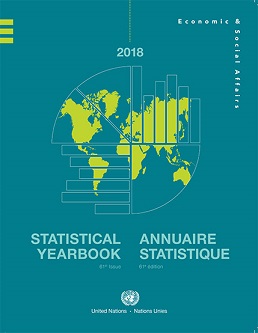 Economic & Social Affairs
2018
STATISTICAL YEARBOOK
61st issue
ANNUAIRE STATISTIQUE
61e édition
United Nations - Nations Unies